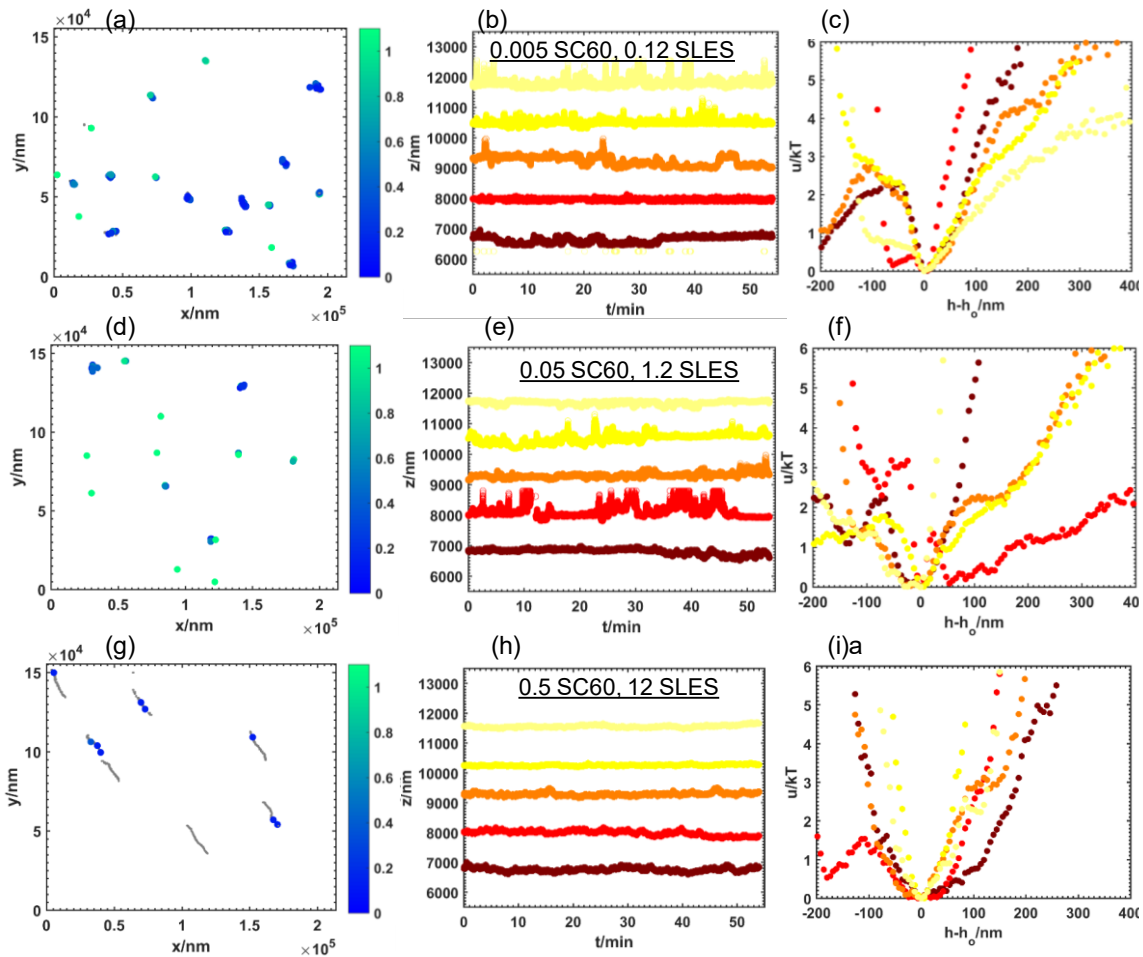 (a) (b) (c)
0.005 SC60, 0.12 SLES
×10⁴
15
10
5
0
y/nm
0 0.5 1 1.5 2
x/nm
×10⁵
1
0.8
0.6
0.4
0.2
0
13000
12000
11000
10000
9000
8000
7000
6000
z/nm
0 10 20 30 40 50
t/min
6
5
4
3
2
1
0
u/kT
-200 -100 0 100 200 300 400
h-hₒ/nm
(d) (e) (f)
0.05 SC60, 1.2 SLES
×10⁴
15
10
5
0
y/nm
0 0.5 1 1.5 2
x/nm
×10⁵
1
0.8
0.6
0.4
0.2
0
13000
12000
11000
10000
9000
8000
7000
6000
z/nm
0 10 20 30 40 50
t/min
6
5
4
3
2
1
0
u/kT
-200 -100 0 100 200 300 400
h-hₒ/nm
(g) (h) (i)a
0.5 SC60, 12 SLES
×10⁴
15
10
5
0
y/nm
0 0.5 1 1.5 2
x/nm
×10⁵
1
0.8
0.6
0.4
0.2
0
13000
12000
11000
10000
9000
8000
7000
6000
z/nm
0 10 20 30 40 50
t/min
6
5
4
3
2
1
0
u/kT
-200 -100 0 100 200 300 400
h-hₒ/nm